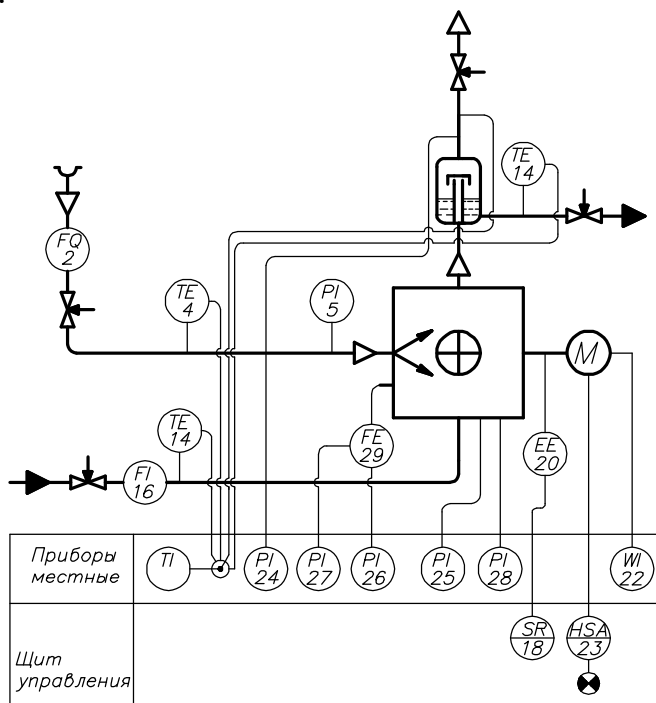 TE
14
FQ
2
TE
4
PI
5
M
TE
14
FE
29
EE
20
FI
16
Приборы
местные
TI
PI
24
PI
27
PI
26
PI
25
PI
28
WI
22
Щит
управления
SR
18
HSA
23